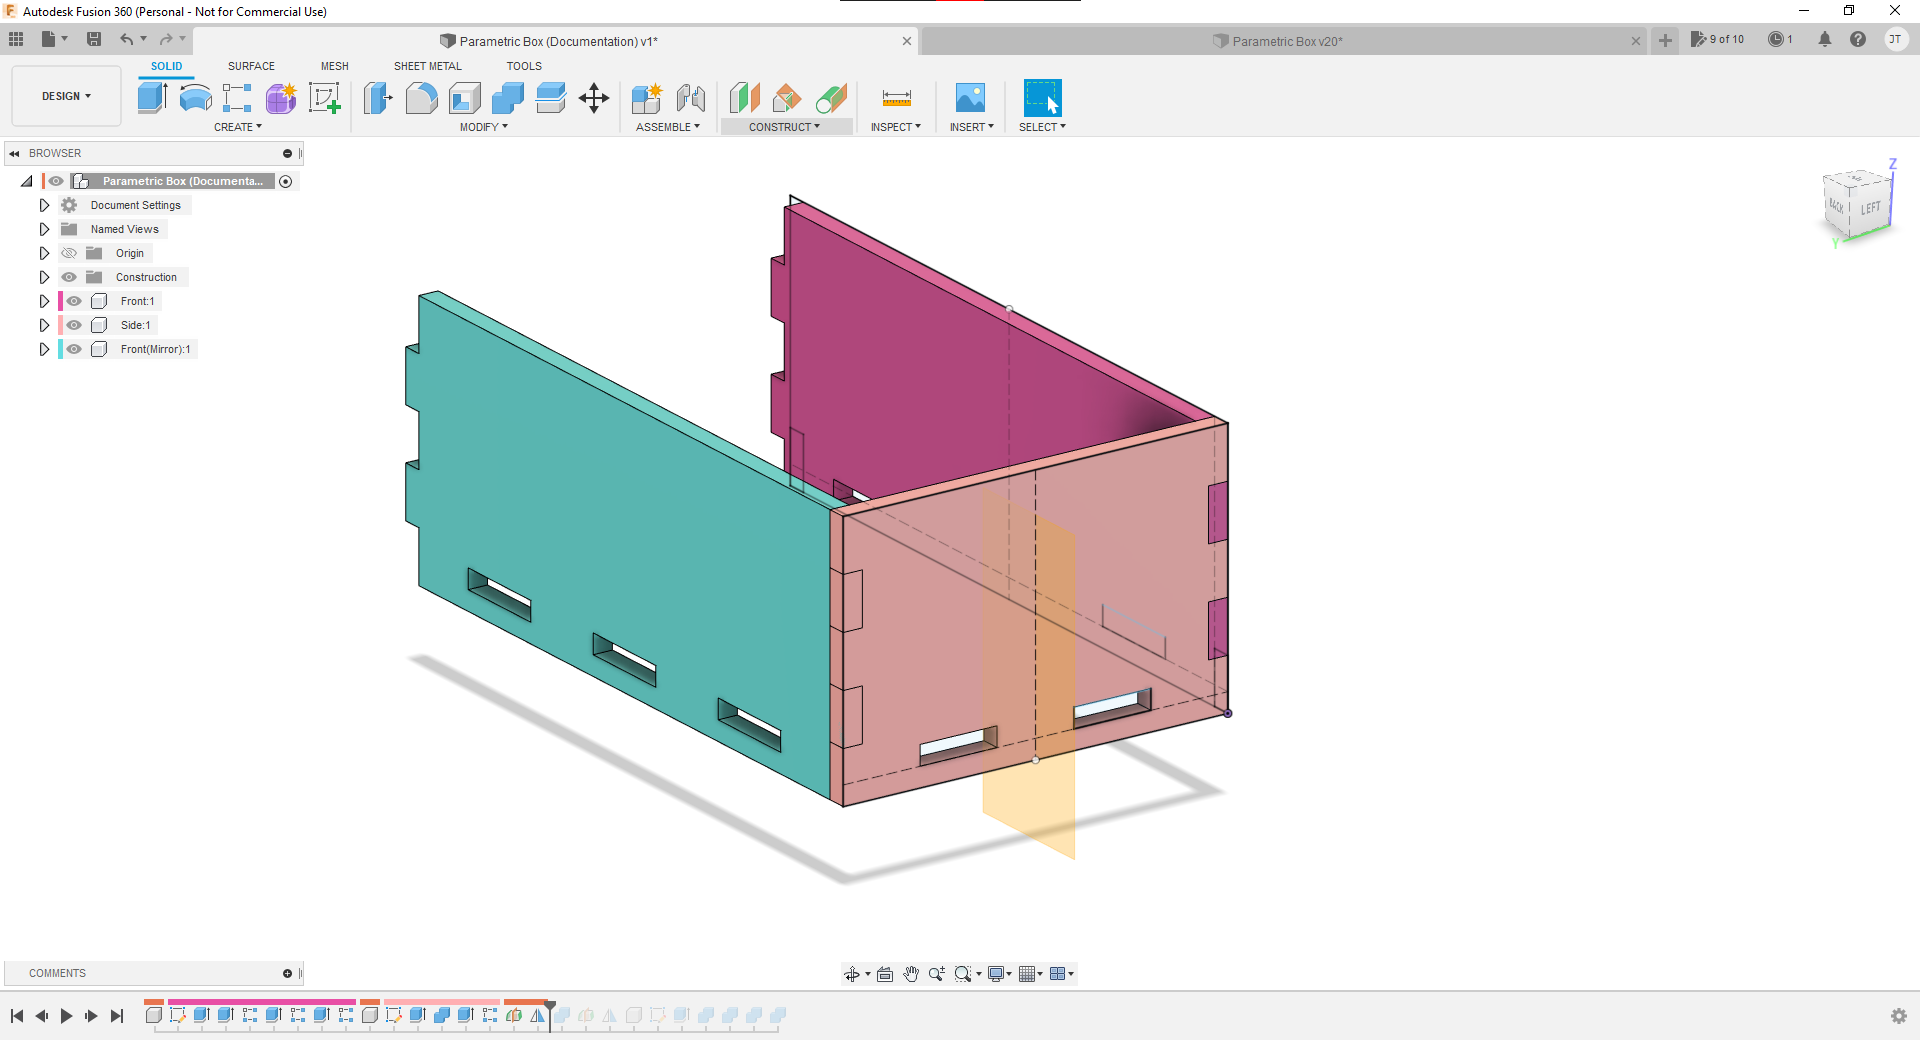 Autodesk Fusion 360 (Personal - Not for Commercial Use)
Parametric Box (Documentation) v1*
Parametric Box v20*
9 of 10
1
JT
DESIGN
SOLID
SURFACE
MESH
SHEET METAL
TOOLS
CREATE
MODIFY
ASSEMBLE
CONSTRUCT
INSPECT
INSERT
SELECT
BROWSER
Parametric Box (Documenta...
Document Settings
Named Views
Origin
Construction
Front:1
Side:1
Front(Mirror):1
Z
BACK
LEFT
Y
COMMENTS